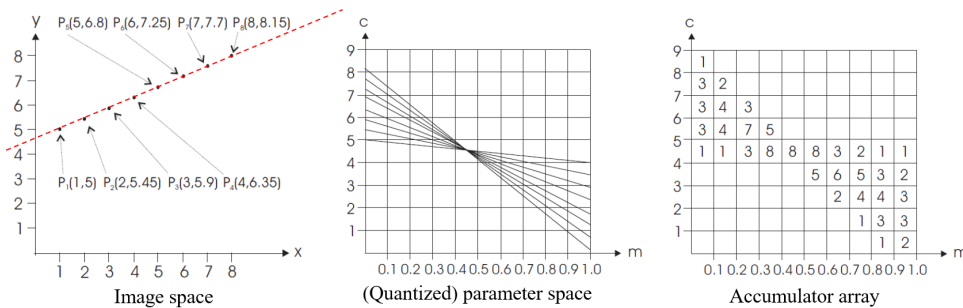 y
P5(5,6.8) P6(6,7.25) P7(7,7.7) P8(8,8.15)
8
7
6
5
4
3
2
1
P1(1,5) P2(2,5.45) P3(3,5.9) P4(4,6.35)
x
1 2 3 4 5 6 7 8
Image space
c
9
8
7
6
5
4
3
2
1
m
0.1 0.2 0.3 0.4 0.5 0.6 0.7 0.8 0.9 1.0
(Quantized) parameter space
c
9
1
8
3 2
7
3 4 3
6
3 4 7 5
5
1 1 3 8 8 8 3 2 1 1
4
5 6 5 3 2
3
2 4 4 3
2
1 3 3
1
1 2
m
0.1 0.2 0.3 0.4 0.5 0.6 0.7 0.8 0.9 1.0
Accumulator array